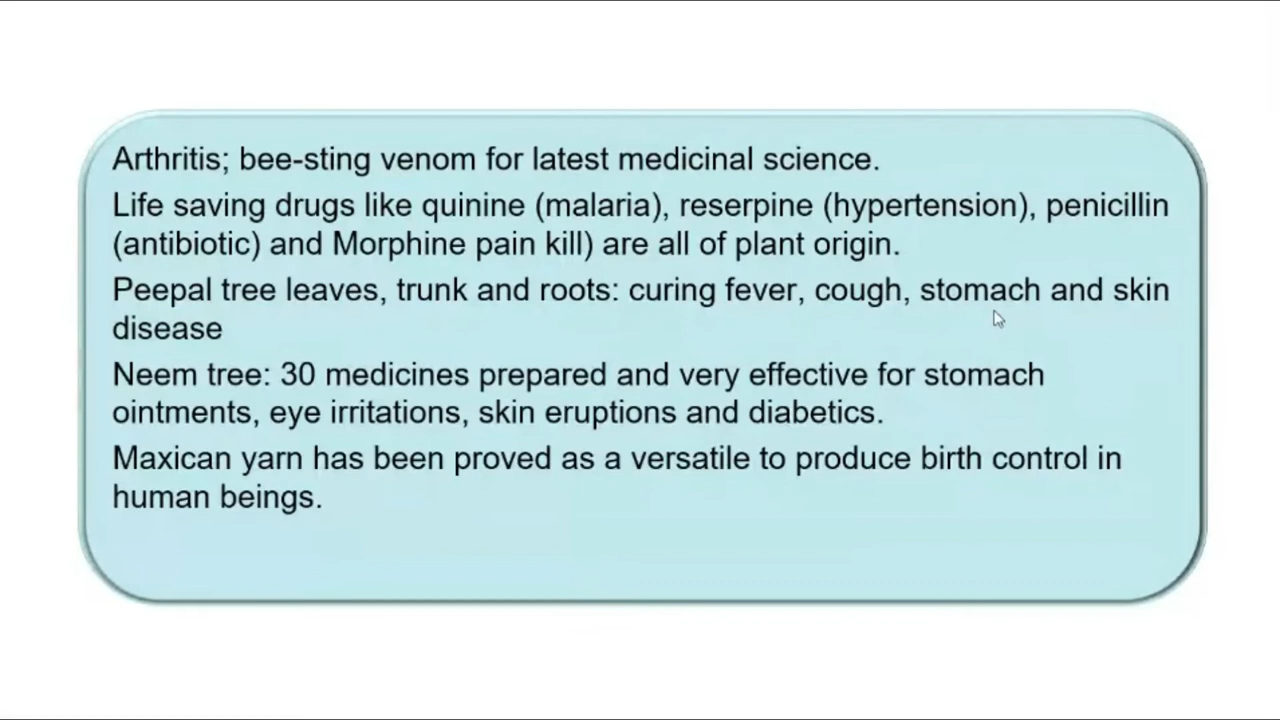 Arthritis; bee-sting venom for latest medicinal science.
Life saving drugs like quinine (malaria), reserpine (hypertension), penicillin
(antibiotic) and Morphine pain kill) are all of plant origin.
Peepal tree leaves, trunk and roots: curing fever, cough, stomach and skin
disease
Neem tree: 30 medicines prepared and very effective for stomach
ointments, eye irritations, skin eruptions and diabetics.
Maxican yarn has been proved as a versatile to produce birth control in
human beings.